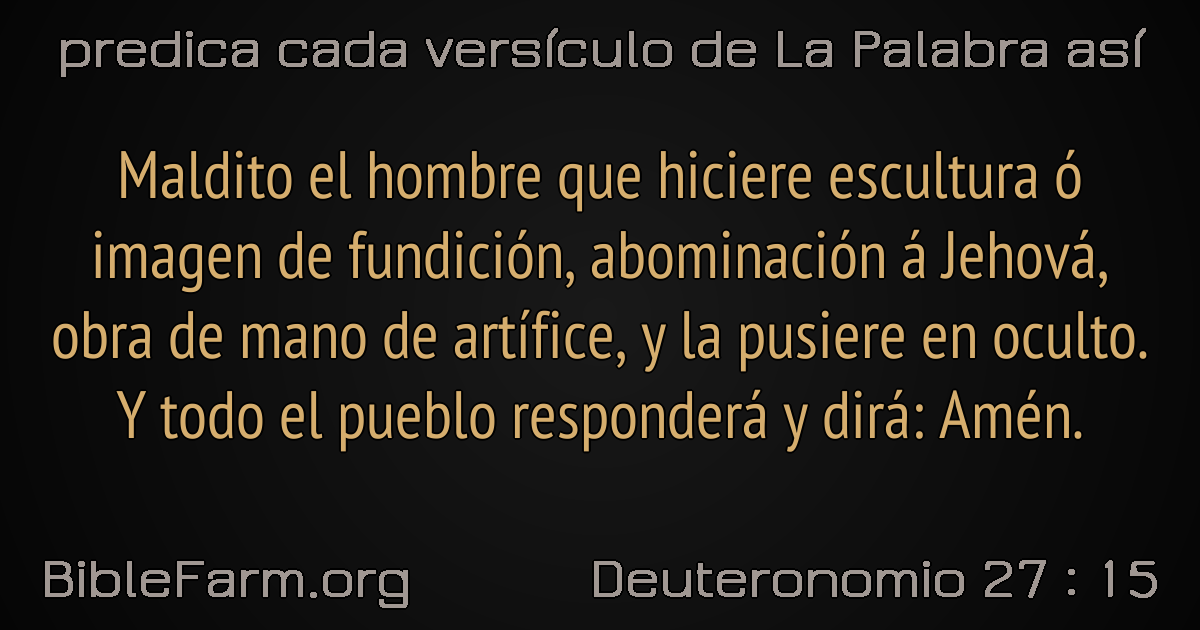 predica cada versículo de La Palabra así
Maldito el hombre que hiciere escultura ó
imagen de fundición, abominación á Jehová,
obra de mano de artífice, y la pusiere en oculto.
Y todo el pueblo responderá y dirá: Amén.
BibleFarm.org
Deuteronomio 27 : 15